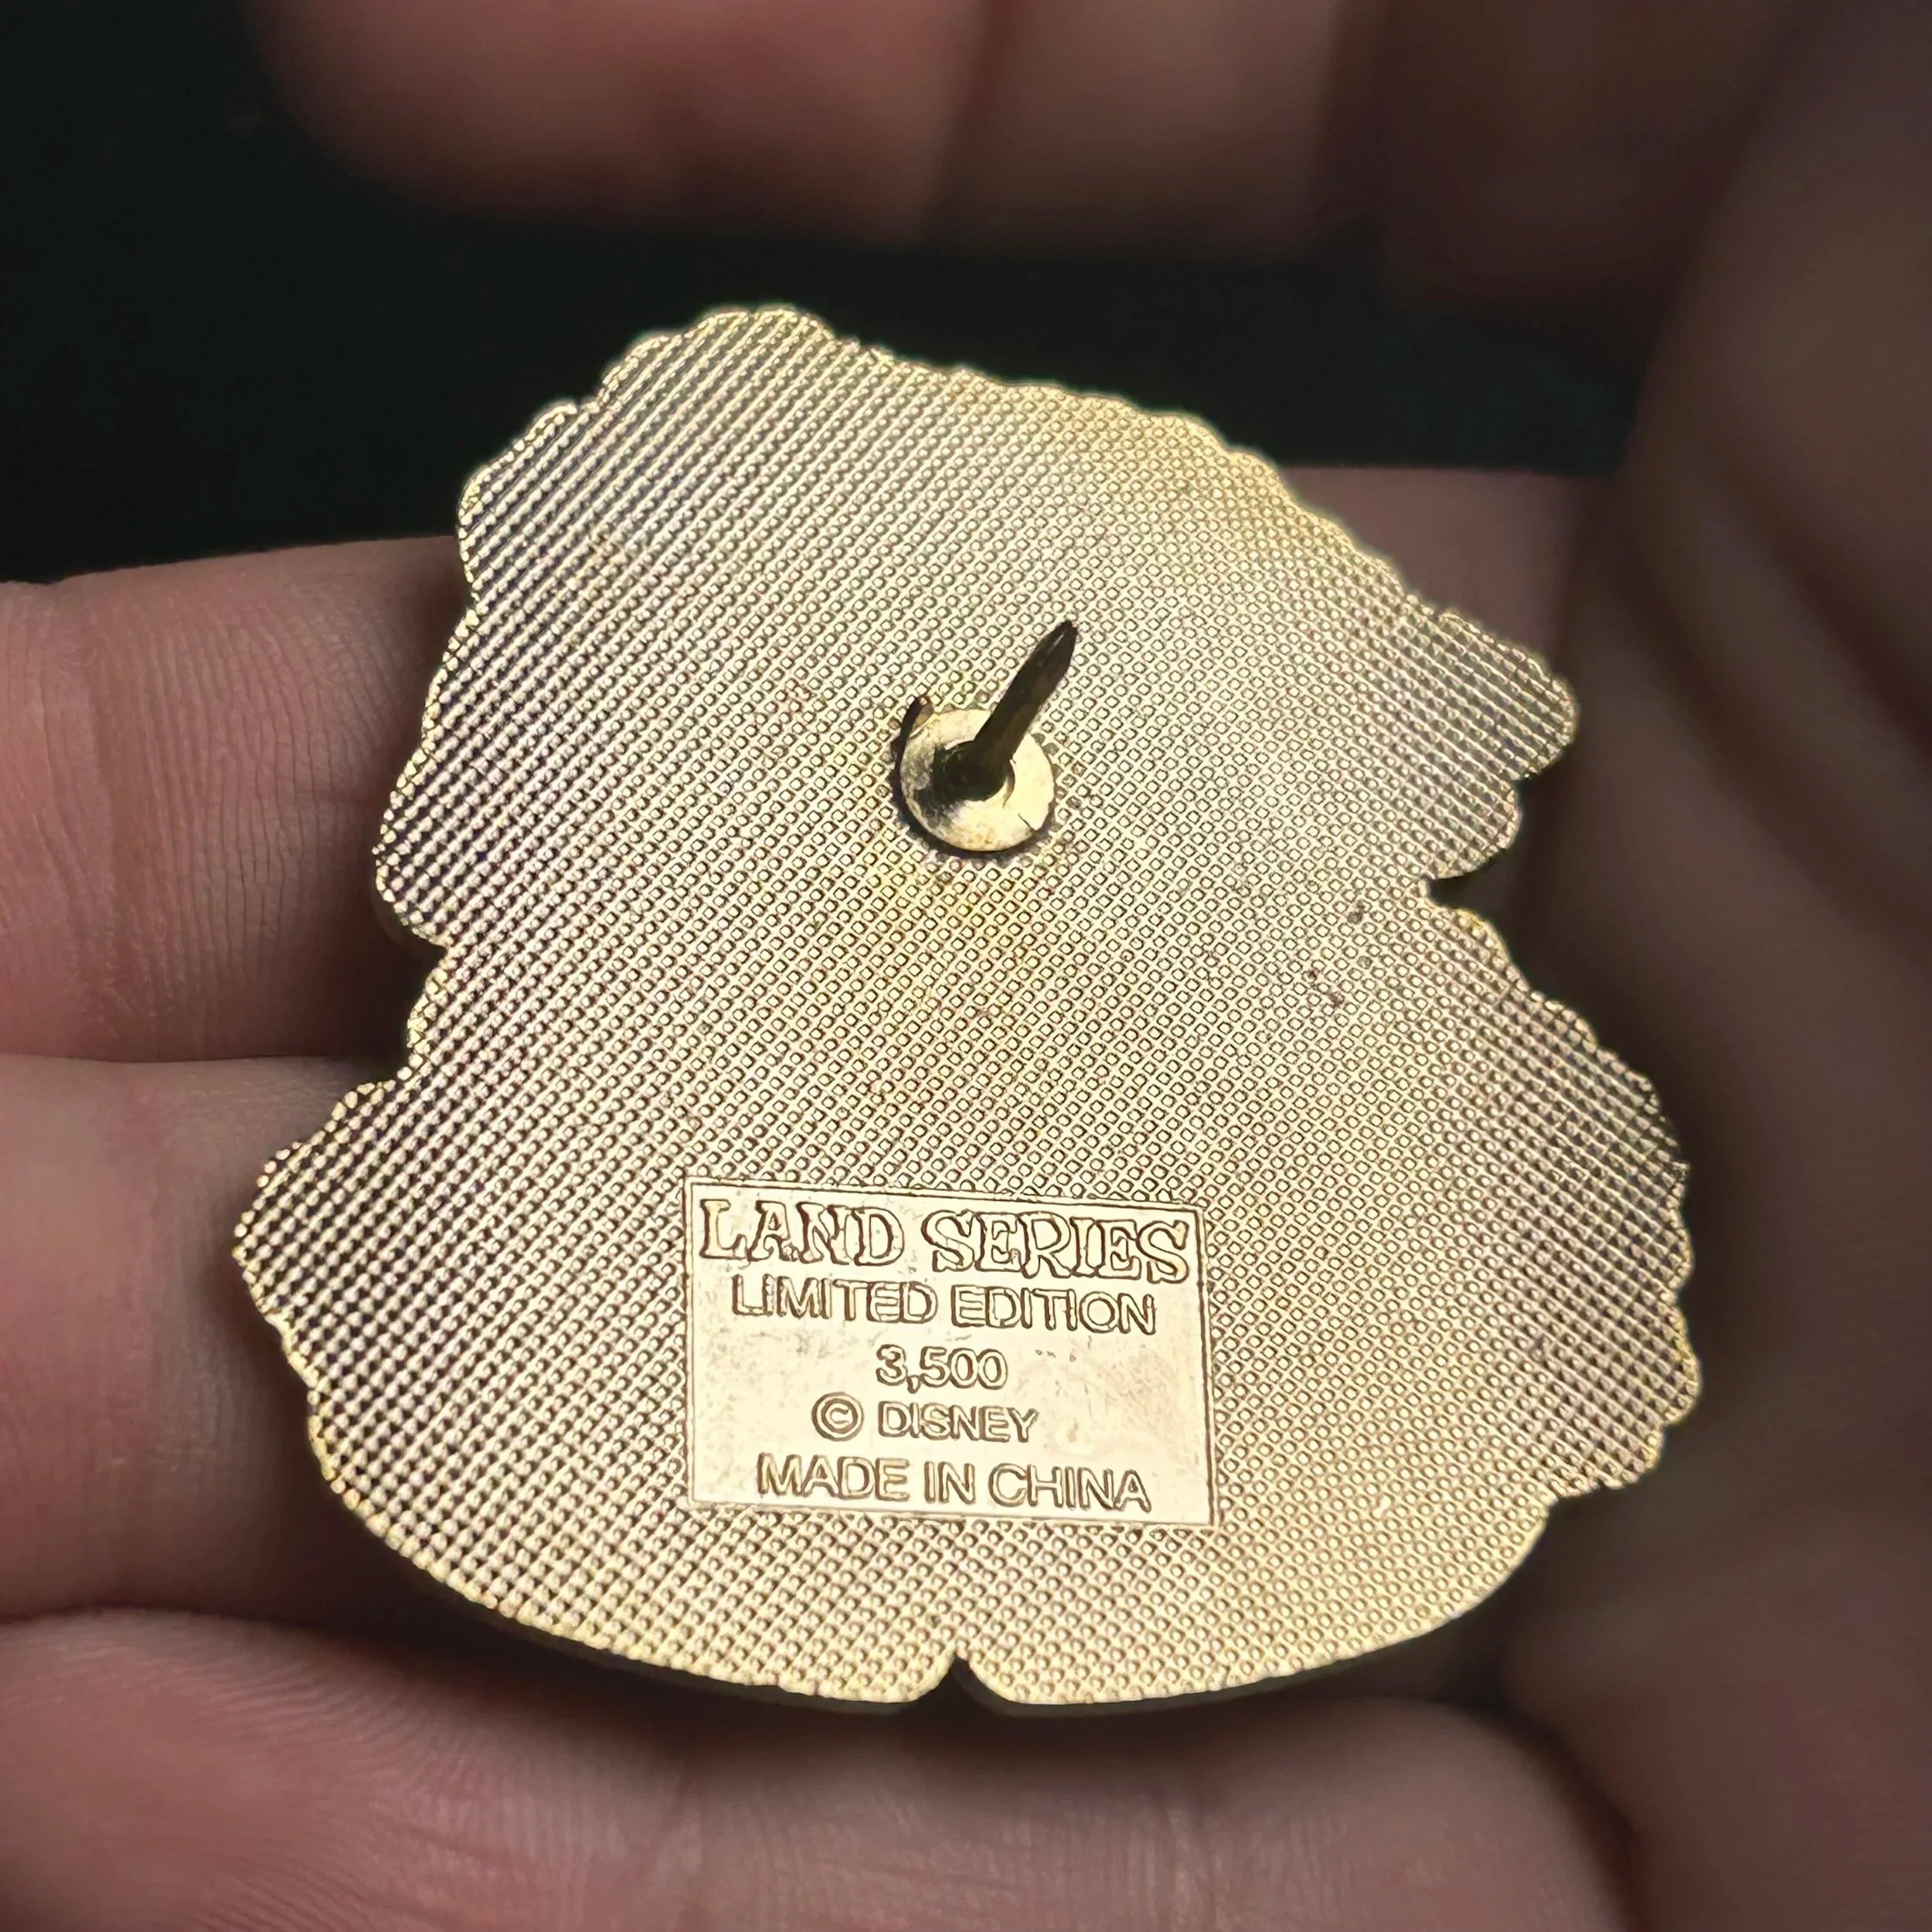 LAND SERIES
LIMITED EDITION
3,500
© DISNEY
MADE IN CHINA